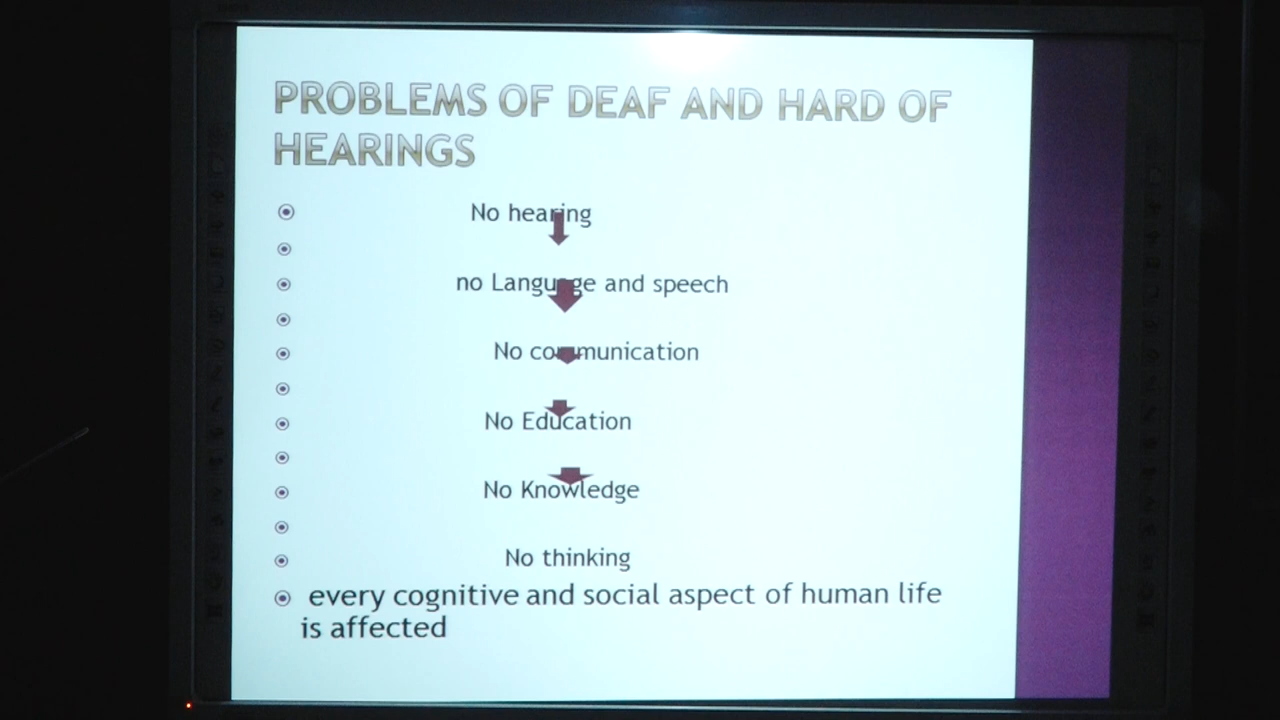 PROBLEMS OF DEAF AND HARD OF
HEARINGS
No hearing
no Language and speech
No communication
No Education
No Knowledge
No thinking
every cognitive and social aspect of human life
is affected